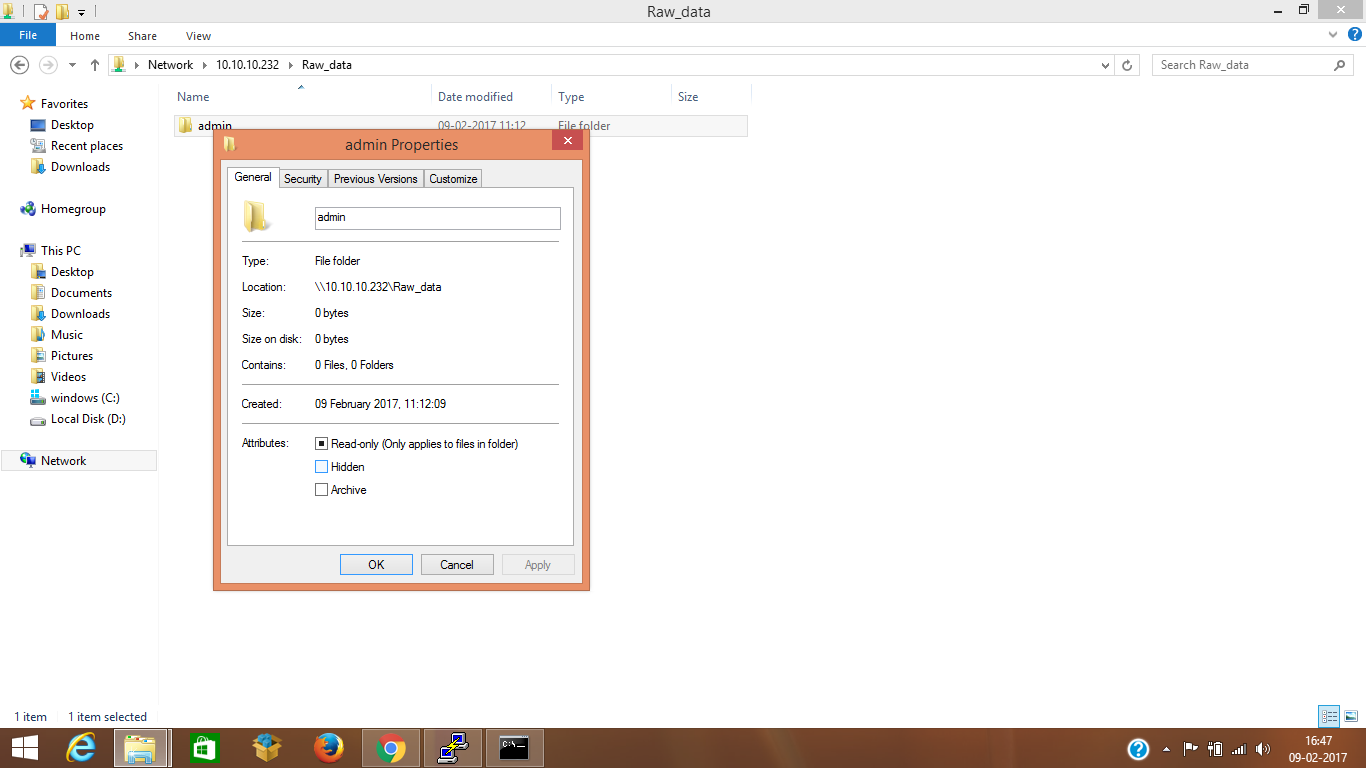 Raw_data
File Home Share View
Network 10.10.10.232 Raw_data Search Raw_data
Name Date modified Type Size
admin 09-02-2017 11:12 File folder
Favorites
Desktop
Recent places
Downloads
Homegroup
This PC
Desktop
Documents
Downloads
Music
Pictures
Videos
windows (C:)
Local Disk (D:)
Network
admin Properties
General Security Previous Versions Customize
admin
Type: File folder
Location: \\10.10.10.232\Raw_data
Size: 0 bytes
Size on disk: 0 bytes
Contains: 0 Files, 0 Folders
Created: 09 February 2017, 11:12:09
Attributes: Read-only (Only applies to files in folder)
Hidden
Archive
OK Cancel Apply
1 item 1 item selected
C:\_
16:47
09-02-2017